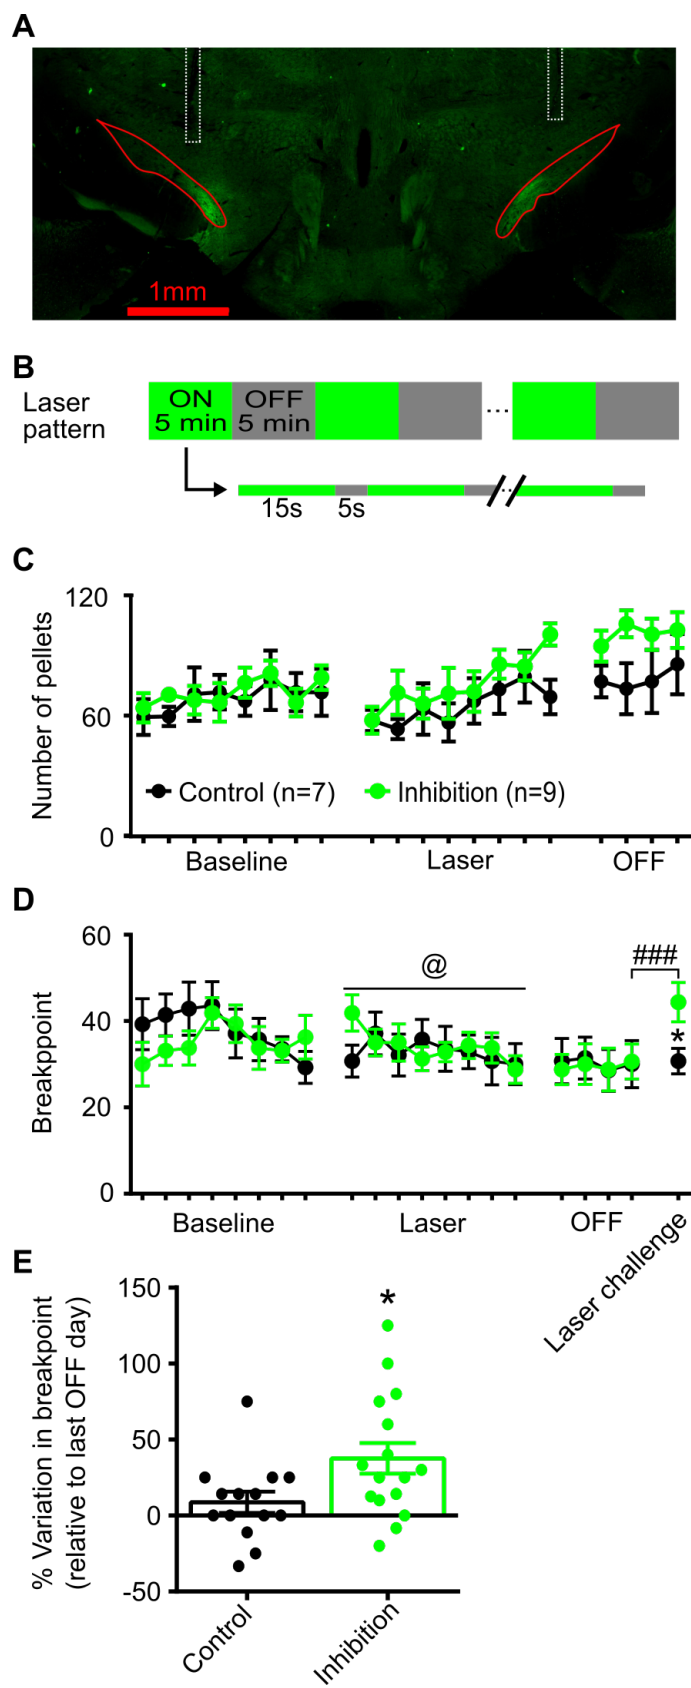 A
1mm
B
Laser
pattern
ON
5 min
OFF
5 min
...
15s
5s
C
Number of pellets
120
60
0
Control (n=7)
Inhibition (n=9)
Baseline
Laser
OFF
D
Breakppoint
60
40
20
0
@
###
*
Baseline
Laser
OFF
Laser challenge
E
% Variation in breakpoint
(relative to last OFF day)
150
100
50
0
-50
*
Control
Inhibition